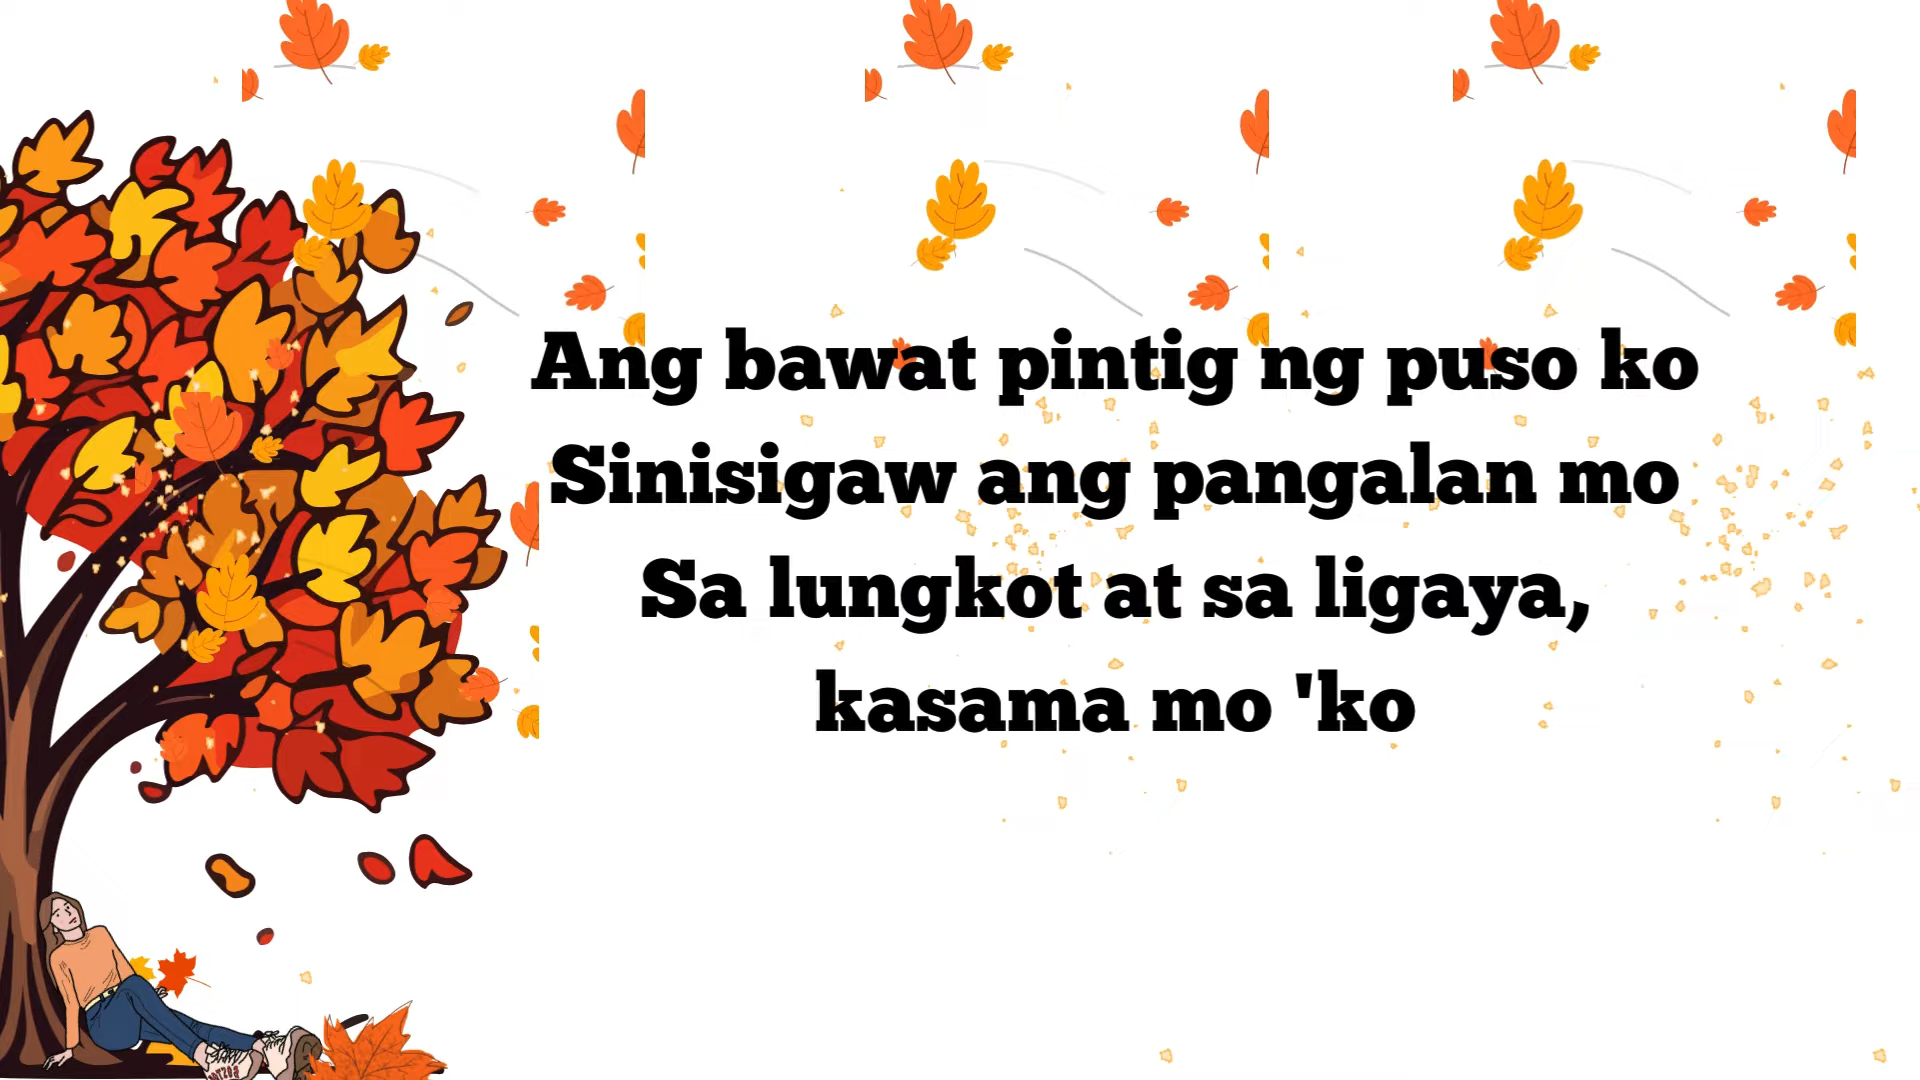 Ang bawat pintig ng puso ko
Sinisigaw ang pangalan mo
Sa lungkot at sa ligaya,
kasama mo 'ko